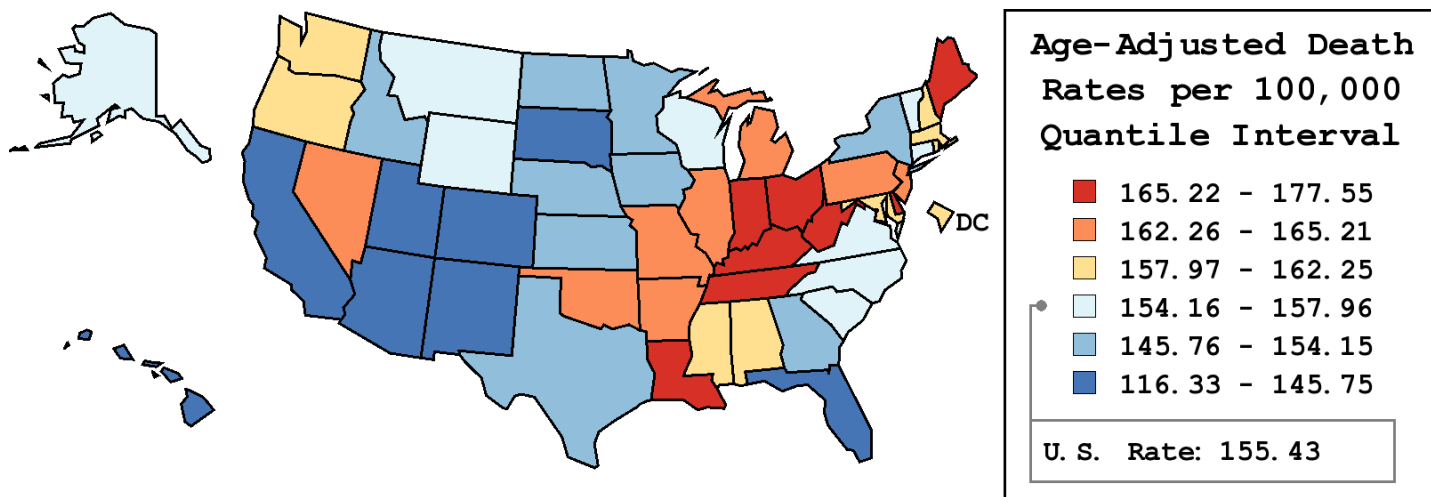 Age-Adjusted Death
Rates per 100,000
Quantile Interval
165.22 - 177.55
162.26 - 165.21
157.97 - 162.25
154.16 - 157.96
145.76 - 154.15
116.33 - 145.75
U.S. Rate: 155.43
DC